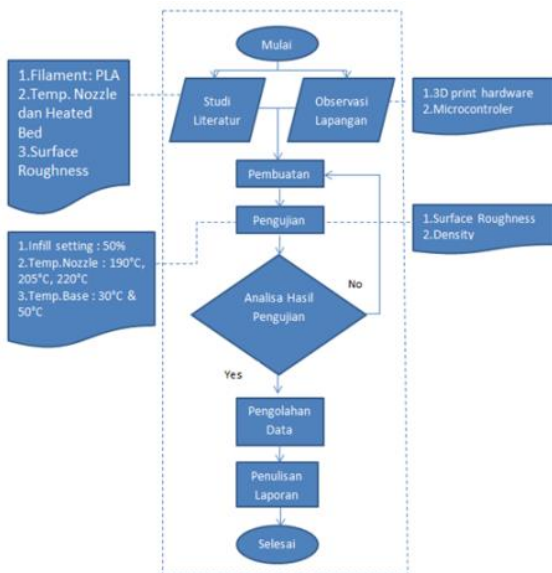 Mulai
1.Filament: PLA
2.Temp. Nozzle
dan Heated
Bed
3.Surface
Roughness
Studi
Literatur
Observasi
Lapangan
1.3D print hardware
2.Microcontroler
Pembuatan
Pengujian
1.Surface Roughness
2.Density
1.Infill setting : 50%
2.Temp.Nozzle : 190°C,
205°C, 220°C
3.Temp.Base : 30°C &
50°C
Analisa Hasil
Pengujian
No
Yes
Pengolahan
Data
Penulisan
Laporan
Selesai